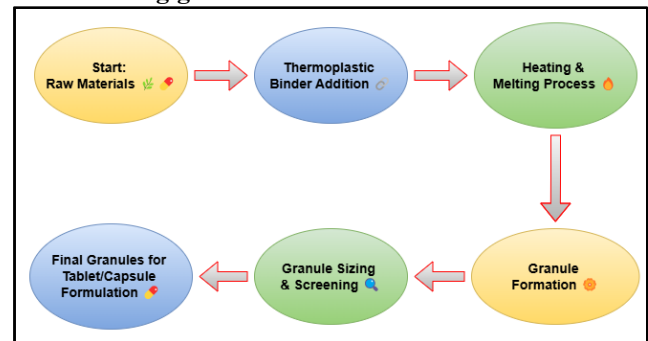 Start:
Raw Materials 🌿 💊
Thermoplastic
Binder Addition 🔗
Heating &
Melting Process 🔥
Granule
Formation
Granule Sizing
& Screening 🔍
Final Granules for
Tablet/Capsule
Formulation 💊